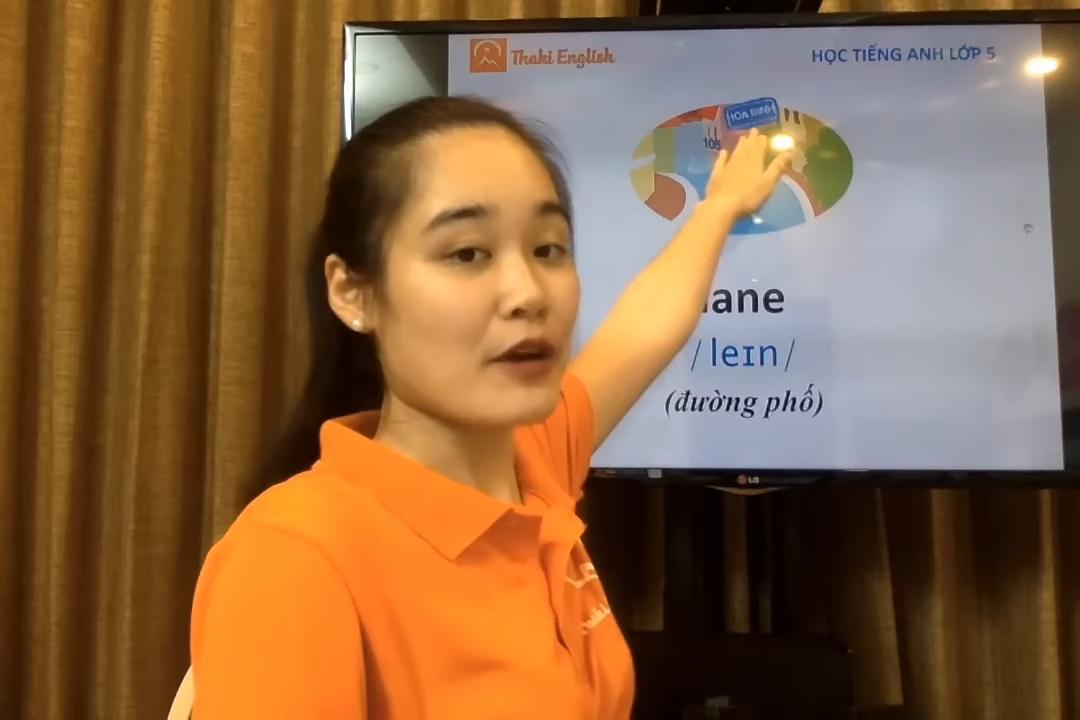 Thaki English
HỌC TIẾNG ANH LỚP 5
HOA BINH
105
lane
/leɪn/
(đường phố)
LG